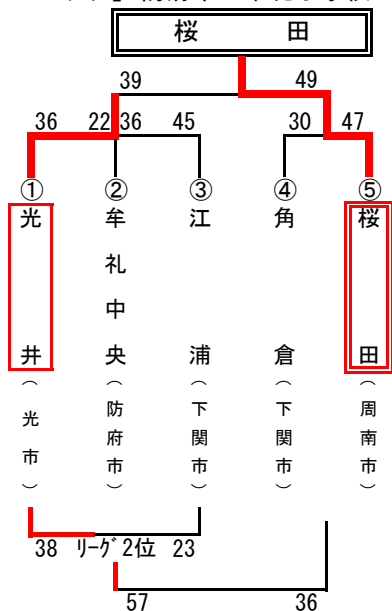 桜 田
39 49
36 22 36 45 30 47
① ② ③ ④ ⑤
光井（光市）
牟礼中央（防府市）
江浦（下関市）
角倉（下関市）
桜田（周南市）
38 ﾘｰｸﾞ2位 23
57 36